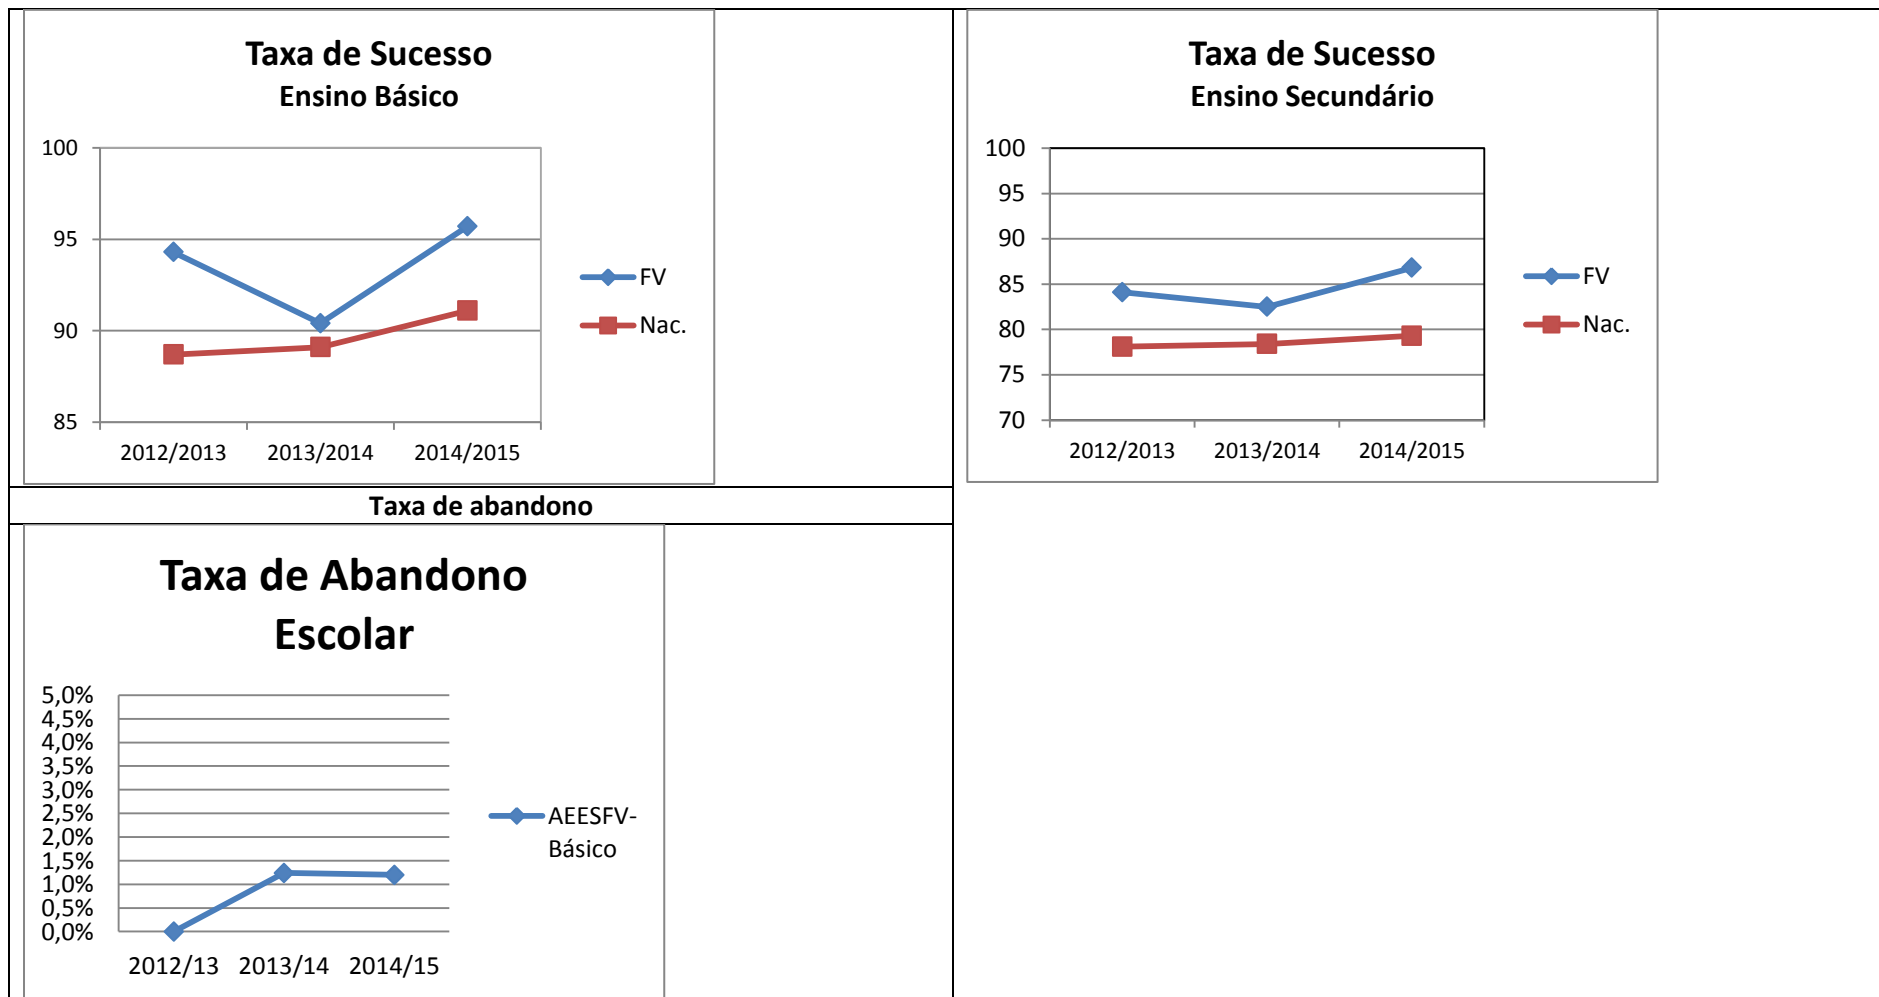 Taxa de Sucesso
Ensino Básico
100
95
90
85
2012/2013
2013/2014
2014/2015
FV
Nac.
Taxa de Sucesso
Ensino Secundário
100
95
90
85
80
75
70
2012/2013
2013/2014
2014/2015
FV
Nac.
Taxa de abandono
Taxa de Abandono
Escolar
5,0%
4,5%
4,0%
3,5%
3,0%
2,5%
2,0%
1,5%
1,0%
0,5%
0,0%
2012/13
2013/14
2014/15
AEESFV-
Básico